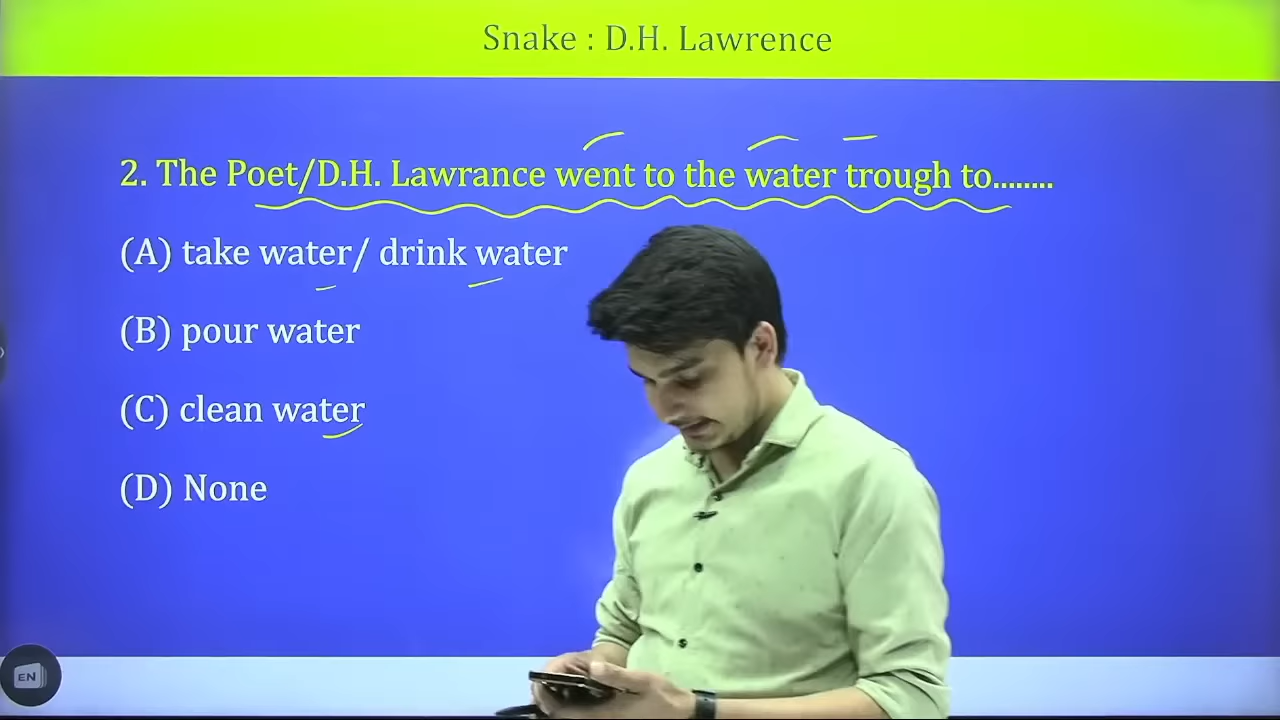 Snake : D.H. Lawrence
2. The Poet/D.H. Lawrance went to the water trough to........
(A) take water/ drink water
(B) pour water
(C) clean water
(D) None
EN